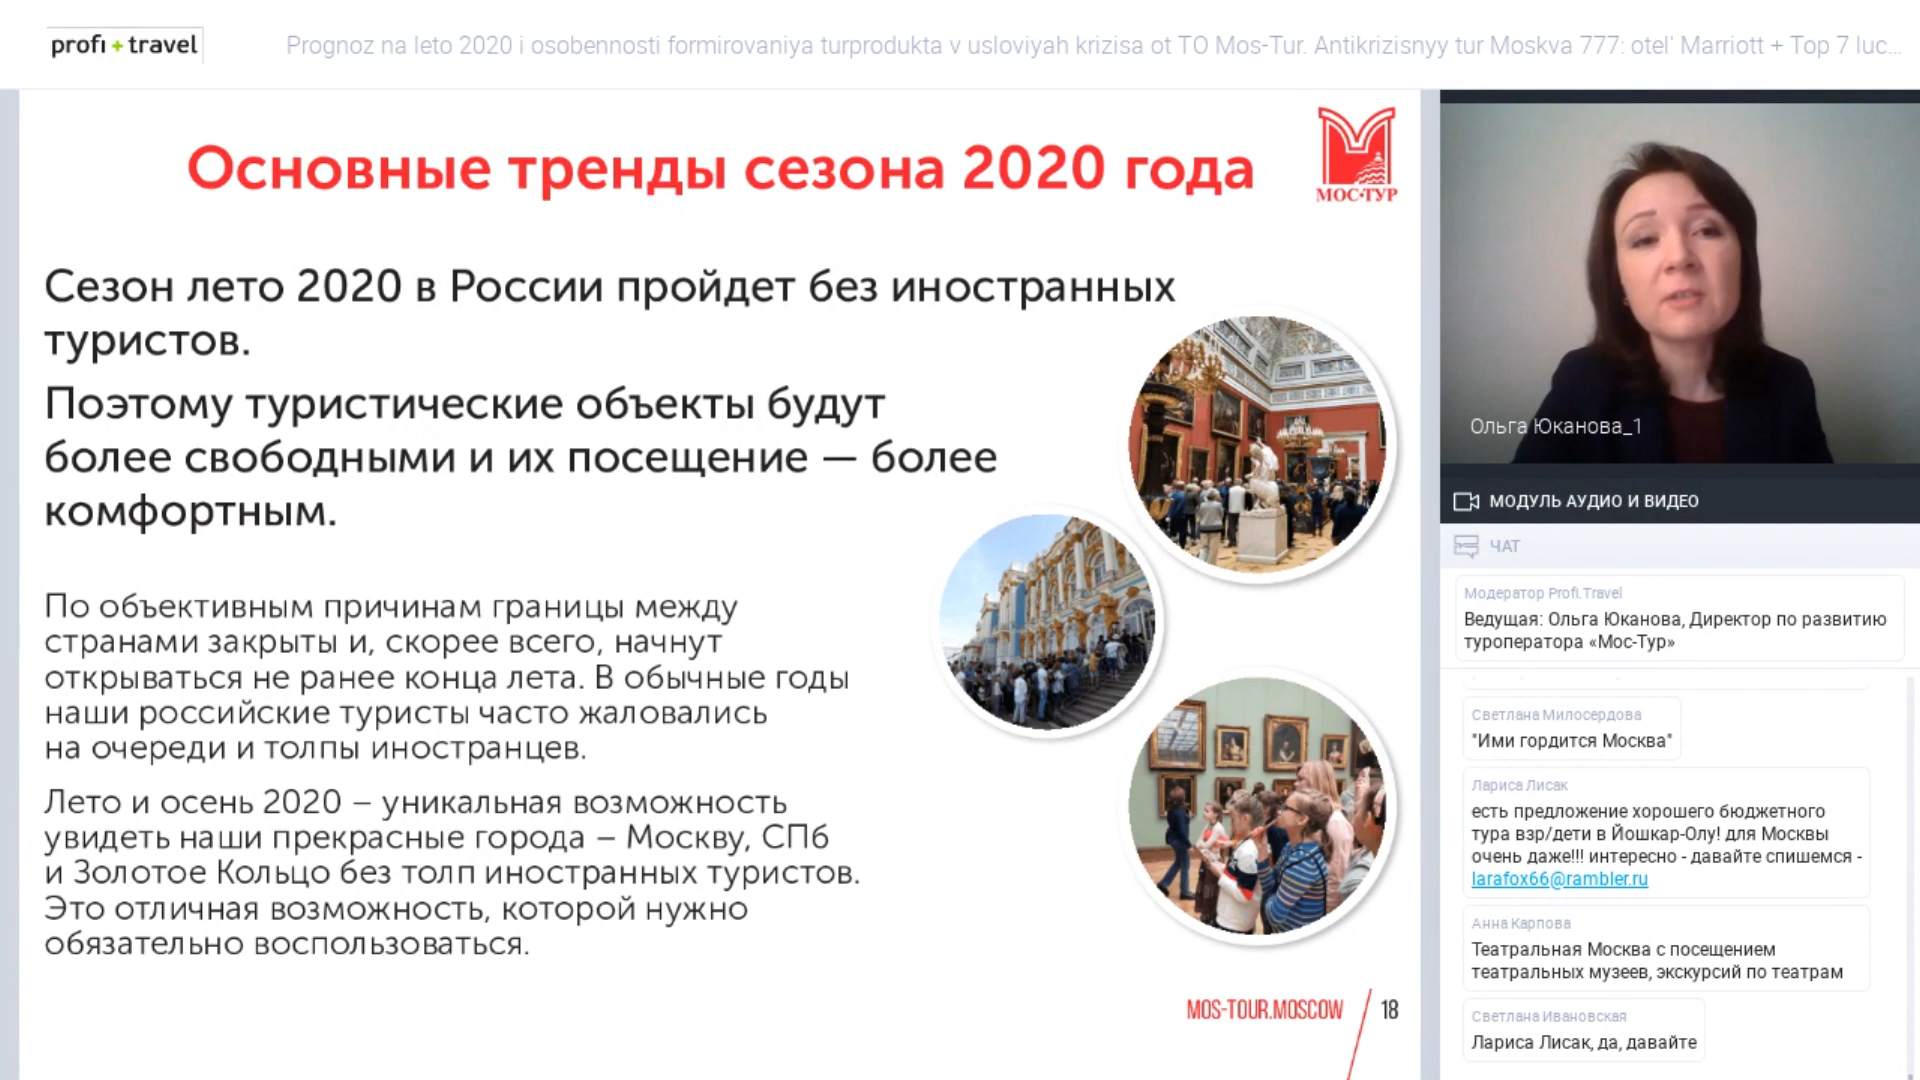 profi + travel
Prognoz na leto 2020 i osobennosti formirovaniya turprodukta v usloviyah krizisa ot TO Mos-Tur. Antikrizisnyy tur Moskva 777: otel' Marriott + Top 7 luc...
Основные тренды сезона 2020 года
МОС•ТУР
Сезон лето 2020 в России пройдет без иностранных
туристов.
Поэтому туристические объекты будут
более свободными и их посещение — более
комфортным.
По объективным причинам границы между
странами закрыты и, скорее всего, начнут
открываться не ранее конца лета. В обычные годы
наши российские туристы часто жаловались
на очереди и толпы иностранцев.
Лето и осень 2020 – уникальная возможность
увидеть наши прекрасные города – Москву, СПб
и Золотое Кольцо без толп иностранных туристов.
Это отличная возможность, которой нужно
обязательно воспользоваться.
MOS-TOUR.MOSCOW
18
Ольга Юканова_1
МОДУЛЬ АУДИО И ВИДЕО
ЧАТ
Модератор Profi.Travel
Ведущая: Ольга Юканова, Директор по развитию
туроператора «Мос-Тур»
Светлана Милосердова
"Ими гордится Москва"
Лариса Лисак
есть предложение хорошего бюджетного
тура взр/дети в Йошкар-Олу! для Москвы
очень даже!!! интересно - давайте спишемся -
larafox66@rambler.ru
Анна Карпова
Театральная Москва с посещением
театральных музеев, экскурсий по театрам
Светлана Ивановская
Лариса Лисак, да, давайте